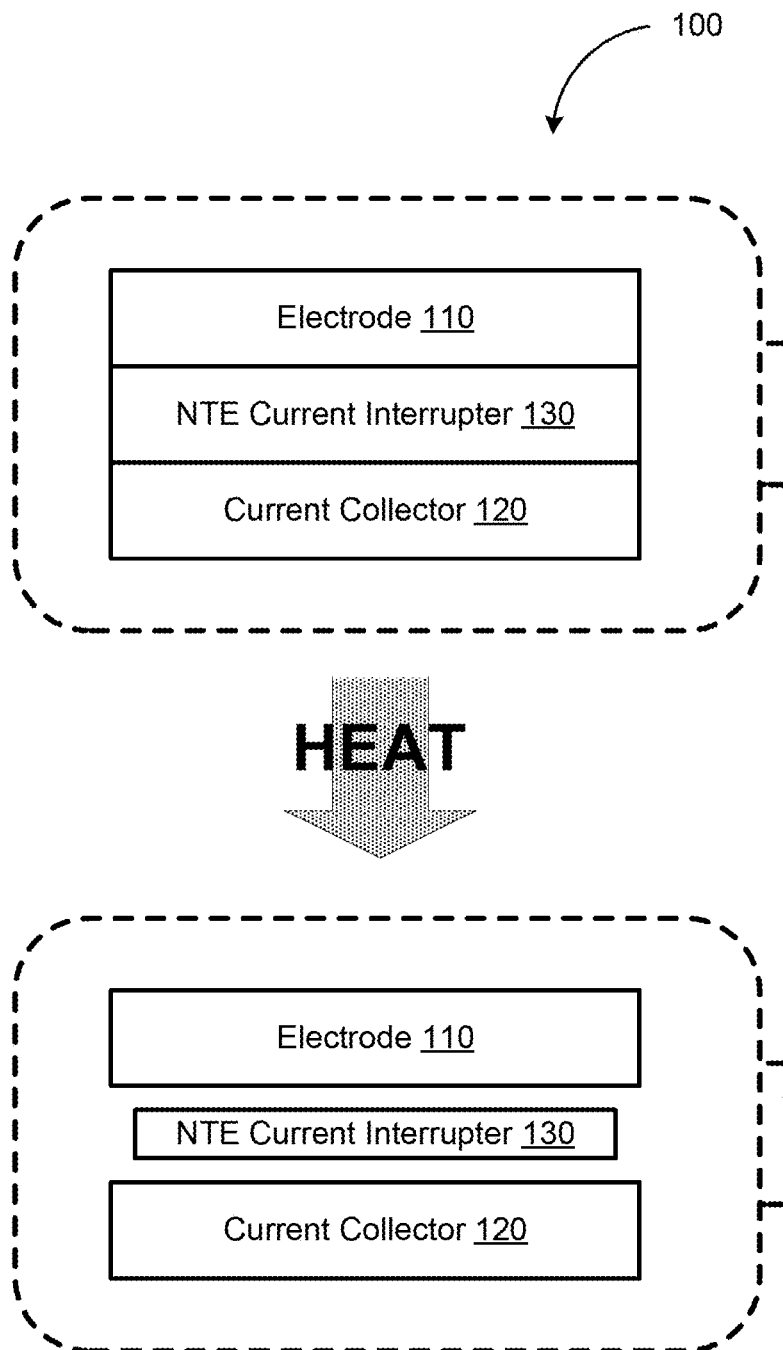 100
Electrode 110
NTE Current Interrupter 130
Current Collector 120
HEAT
Electrode 110
NTE Current Interrupter 130
Current Collector 120